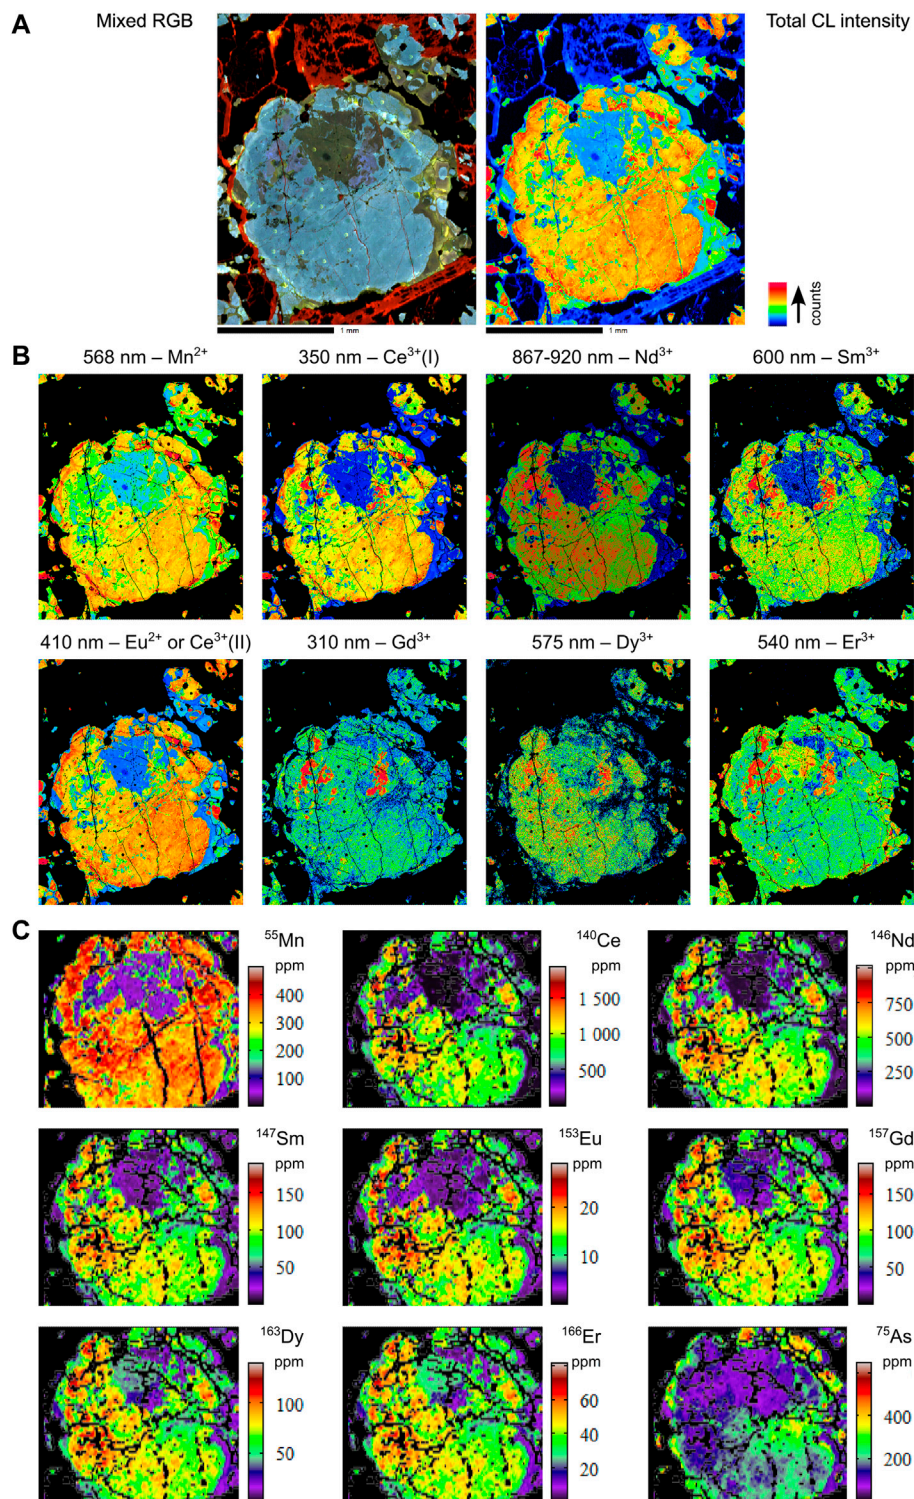 A
Mixed RGB
Total CL intensity
counts
1 mm
1 mm
B
568 nm – Mn²⁺
350 nm – Ce³⁺(I)
867-920 nm – Nd³⁺
600 nm – Sm³⁺
410 nm – Eu²⁺ or Ce³⁺(II)
310 nm – Gd³⁺
575 nm – Dy³⁺
540 nm – Er³⁺
C
⁵⁵Mn
ppm
400
300
200
100
¹⁴⁰Ce
ppm
1 500
1 000
500
¹⁴⁶Nd
ppm
750
500
250
¹⁴⁷Sm
ppm
150
100
50
¹⁵³Eu
ppm
20
10
¹⁵⁷Gd
ppm
150
100
50
¹⁶³Dy
ppm
100
50
¹⁶⁶Er
ppm
60
40
20
⁷⁵As
ppm
400
200